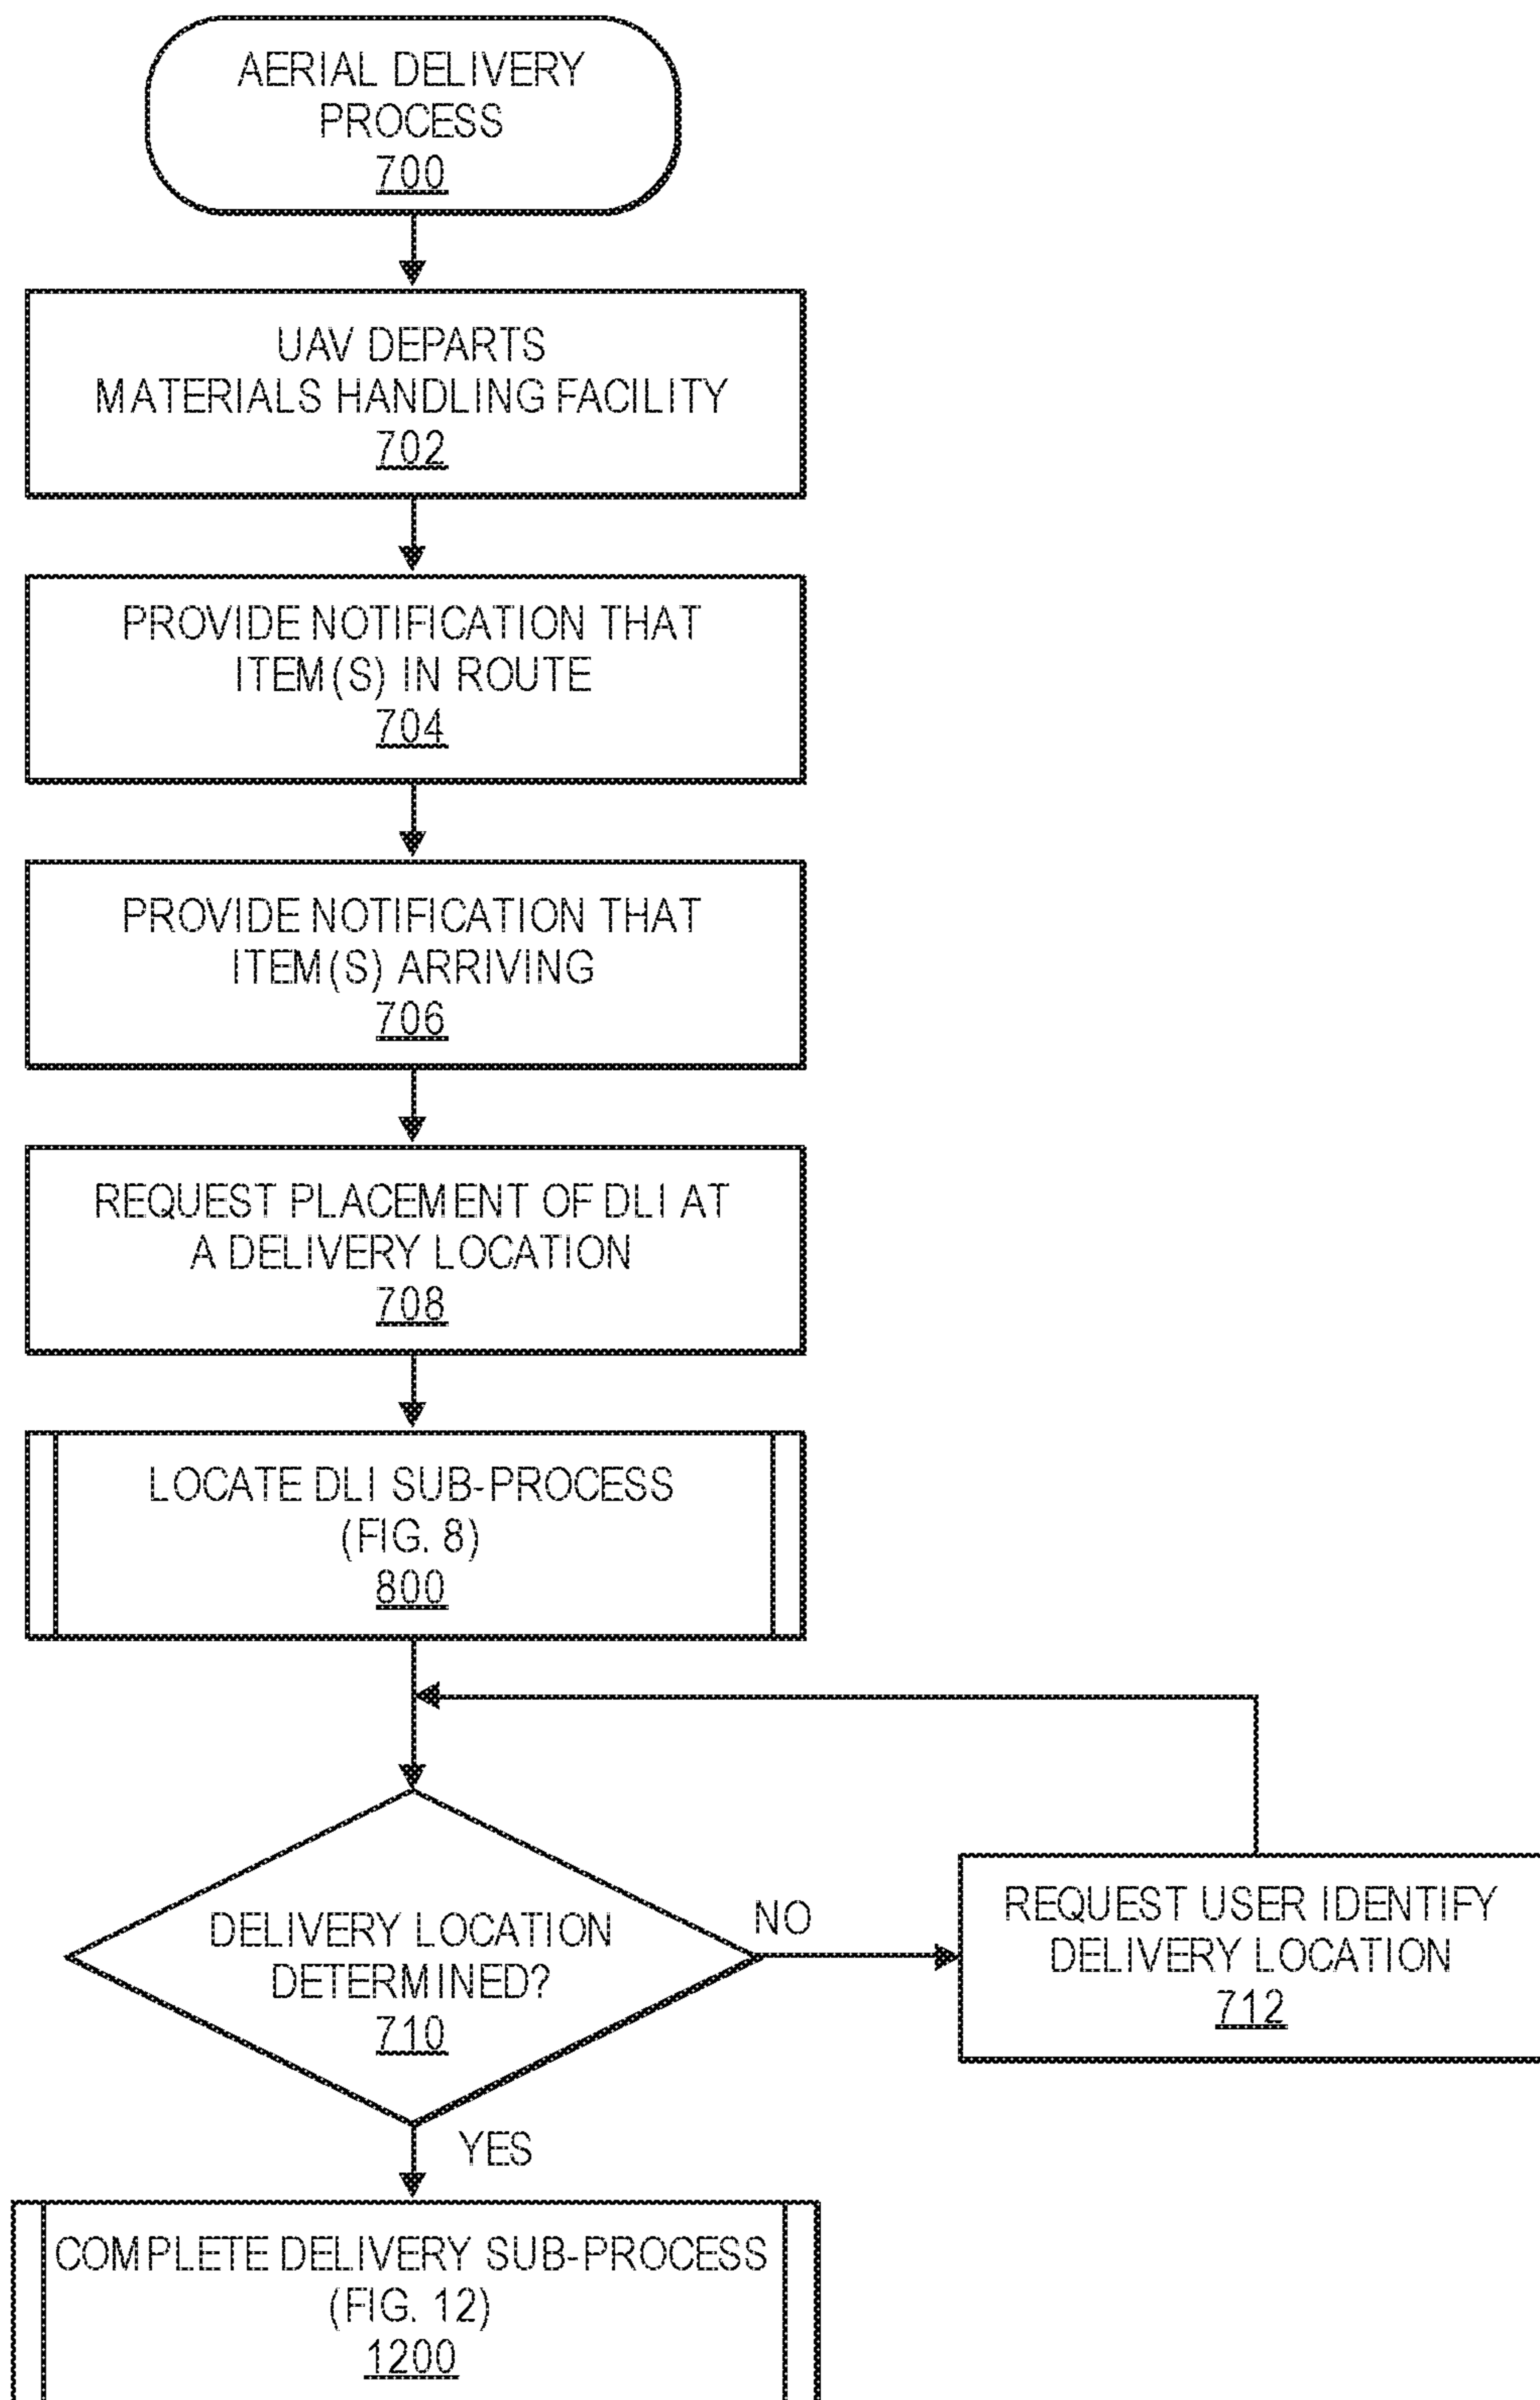 AERIAL DELIVERY
PROCESS
700
UAV DEPARTS
MATERIALS HANDLING FACILITY
702
PROVIDE NOTIFICATION THAT
ITEM(S) IN ROUTE
704
PROVIDE NOTIFICATION THAT
ITEM(S) ARRIVING
706
REQUEST PLACEMENT OF DLI AT
A DELIVERY LOCATION
708
LOCATE DLI SUB-PROCESS
(FIG. 8)
800
DELIVERY LOCATION
DETERMINED?
710
NO
REQUEST USER IDENTIFY
DELIVERY LOCATION
712
YES
COMPLETE DELIVERY SUB-PROCESS
(FIG. 12)
1200